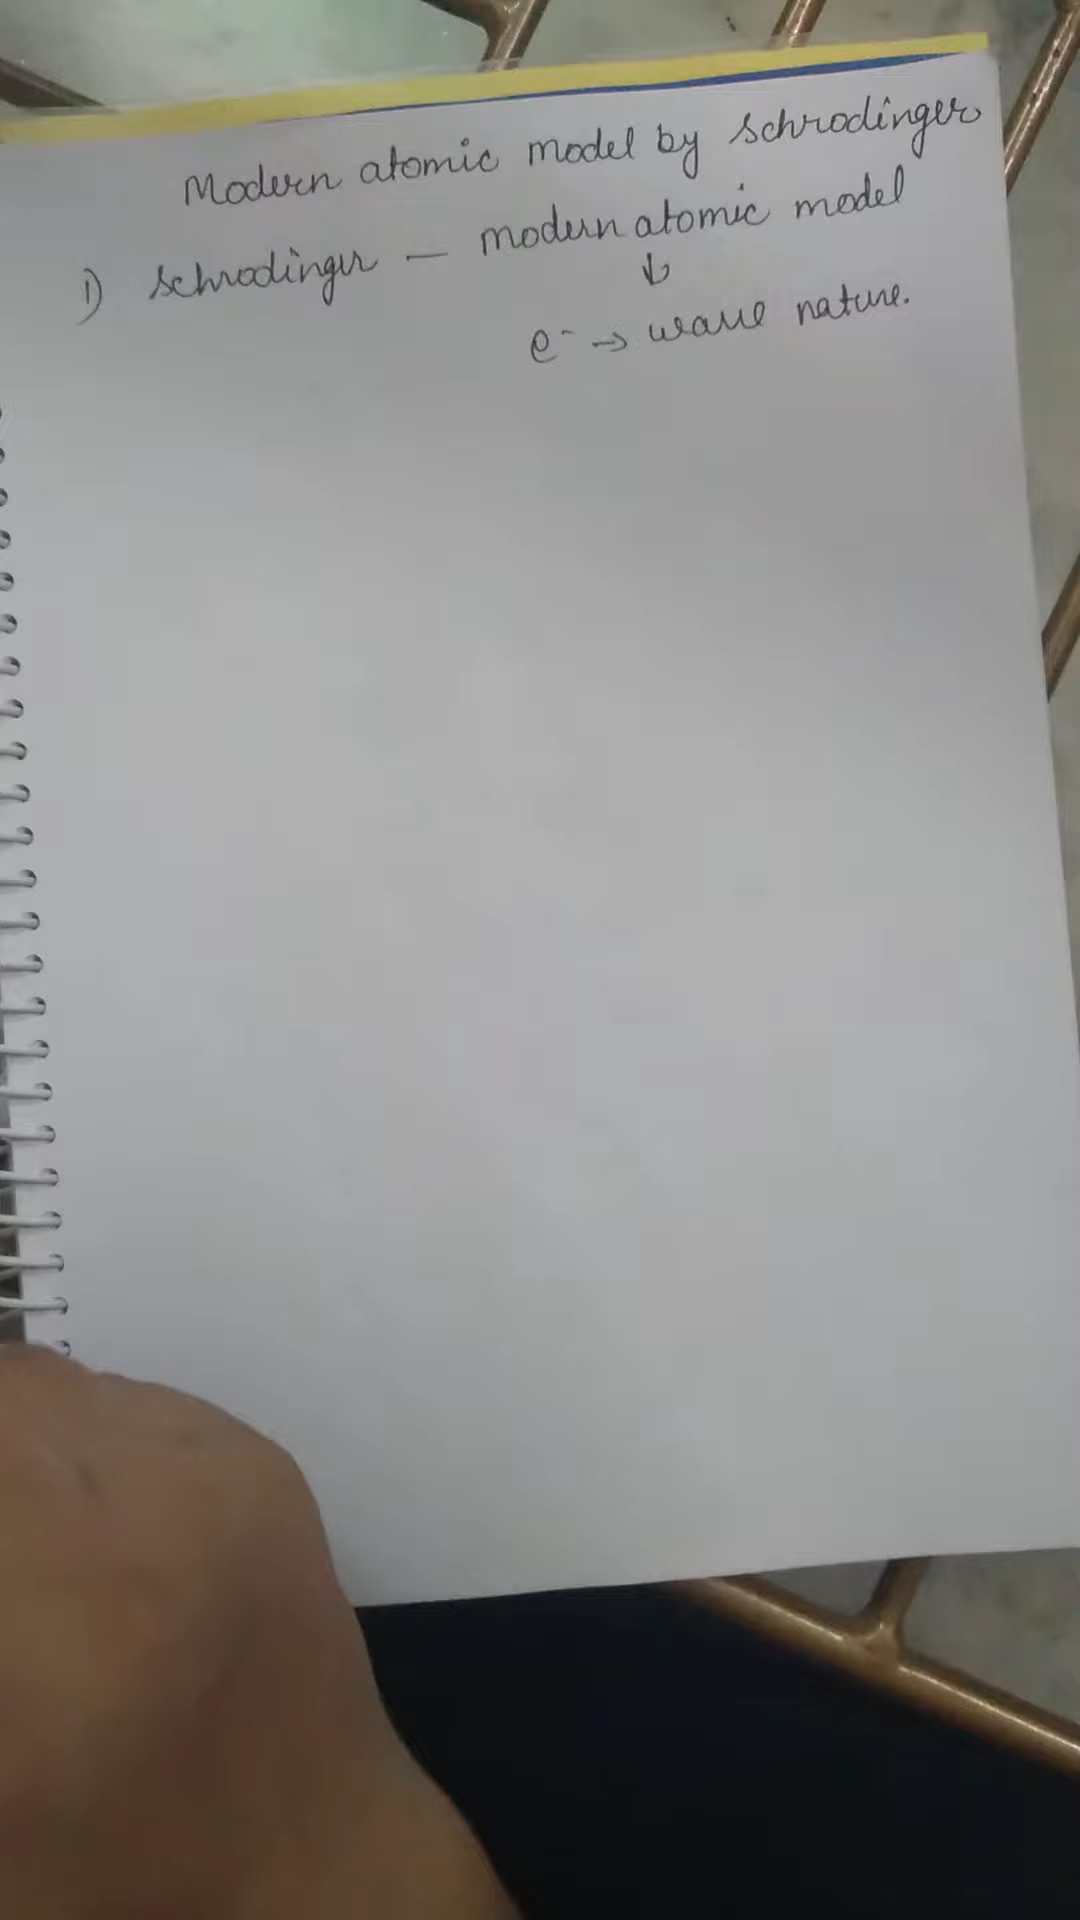 Modern atomic model by schrodinger
1) schrodinger — modern atomic model
↓
e⁻ → wave nature.